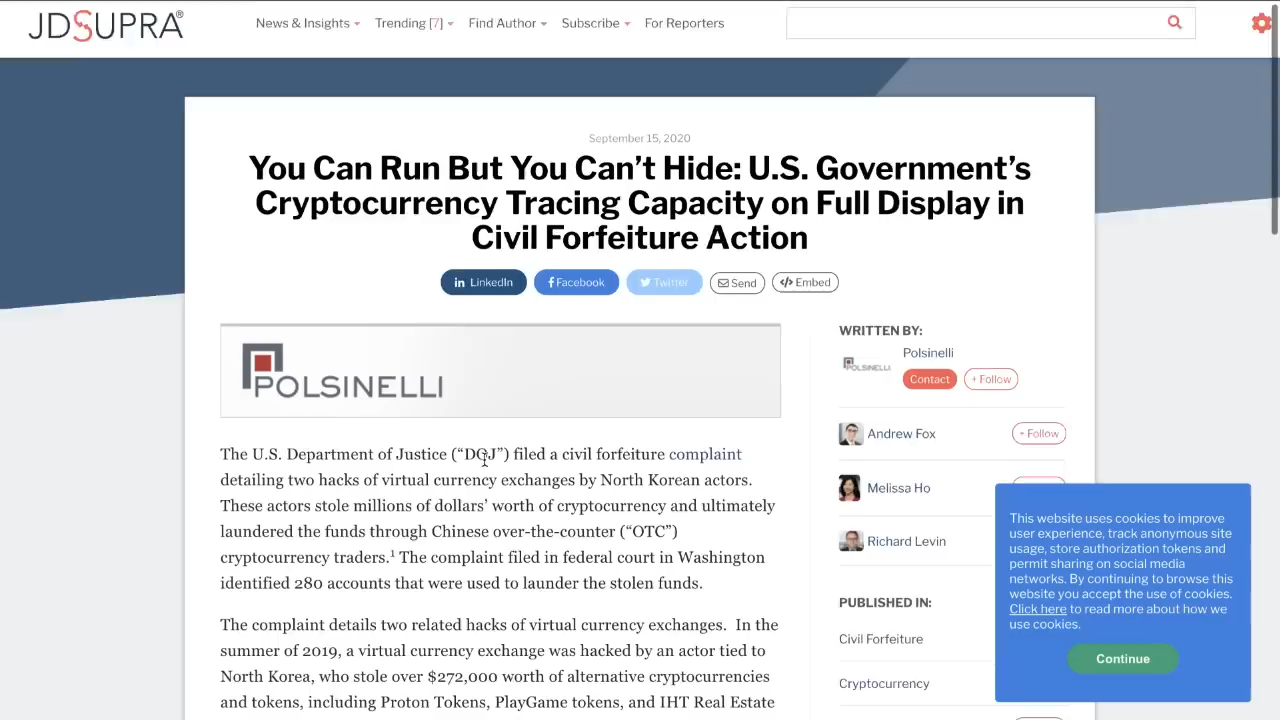 JDSUPRA®
News & Insights
Trending [7]
Find Author
Subscribe
For Reporters
September 15, 2020
You Can Run But You Can't Hide: U.S. Government's
Cryptocurrency Tracing Capacity on Full Display in
Civil Forfeiture Action
in LinkedIn
f Facebook
Twitter
Send
</> Embed
POLSINELLI
The U.S. Department of Justice (“DOJ”) filed a civil forfeiture complaint
detailing two hacks of virtual currency exchanges by North Korean actors.
These actors stole millions of dollars’ worth of cryptocurrency and ultimately
laundered the funds through Chinese over-the-counter (“OTC”)
cryptocurrency traders.¹ The complaint filed in federal court in Washington
identified 280 accounts that were used to launder the stolen funds.
The complaint details two related hacks of virtual currency exchanges. In the
summer of 2019, a virtual currency exchange was hacked by an actor tied to
North Korea, who stole over $272,000 worth of alternative cryptocurrencies
and tokens, including Proton Tokens, PlayGame tokens, and IHT Real Estate
WRITTEN BY:
POLSINELLI
Polsinelli
Contact
+ Follow
Andrew Fox
+ Follow
Melissa Ho
Richard Levin
PUBLISHED IN:
Civil Forfeiture
Cryptocurrency
This website uses cookies to improve
user experience, track anonymous site
usage, store authorization tokens and
permit sharing on social media
networks. By continuing to browse this
website you accept the use of cookies.
Click here to read more about how we
use cookies.
Continue